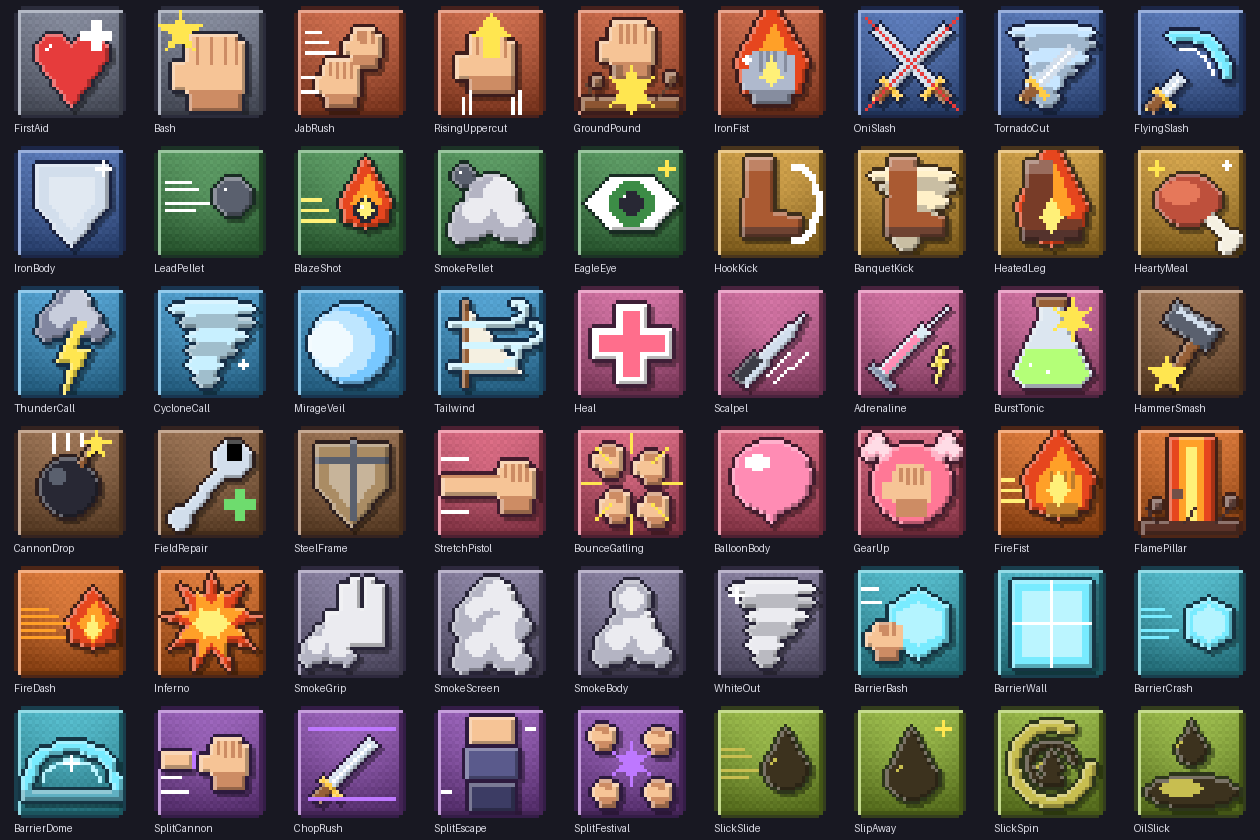 FirstAid Bash JabRush RisingUppercut GroundPound IronFist OniSlash TornadoCut FlyingSlash
IronBody LeadPellet BlazeShot SmokePellet EagleEye HookKick BanquetKick HeatedLeg HeartyMeal
ThunderCall CycloneCall MirageVeil Tailwind Heal Scalpel Adrenaline BurstTonic HammerSmash
CannonDrop FieldRepair SteelFrame StretchPistol BounceGatling BalloonBody GearUp FireFist FlamePillar
FireDash Inferno SmokeGrip SmokeScreen SmokeBody WhiteOut BarrierBash BarrierWall BarrierCrash
BarrierDome SplitCannon ChopRush SplitEscape SplitFestival SlickSlide SlipAway SlickSpin OilSlick